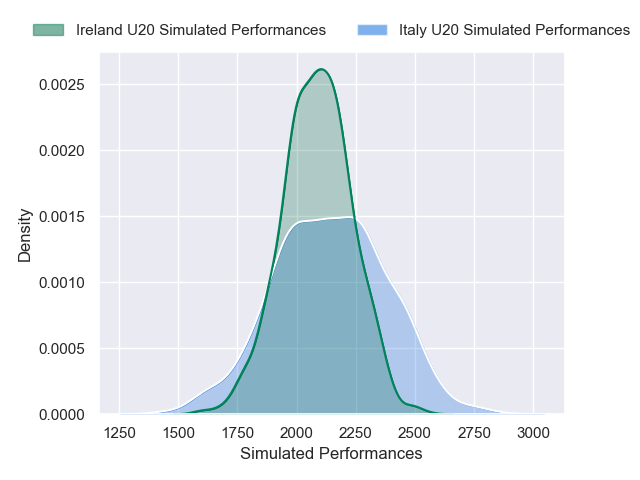 Ireland U20 Simulated Performances Italy U20 Simulated Performances
0.0025
0.0020
0.0015
0.0010
0.0005
0.0000
Density
1250 1500 1750 2000 2250 2500 2750 3000
Simulated Performances